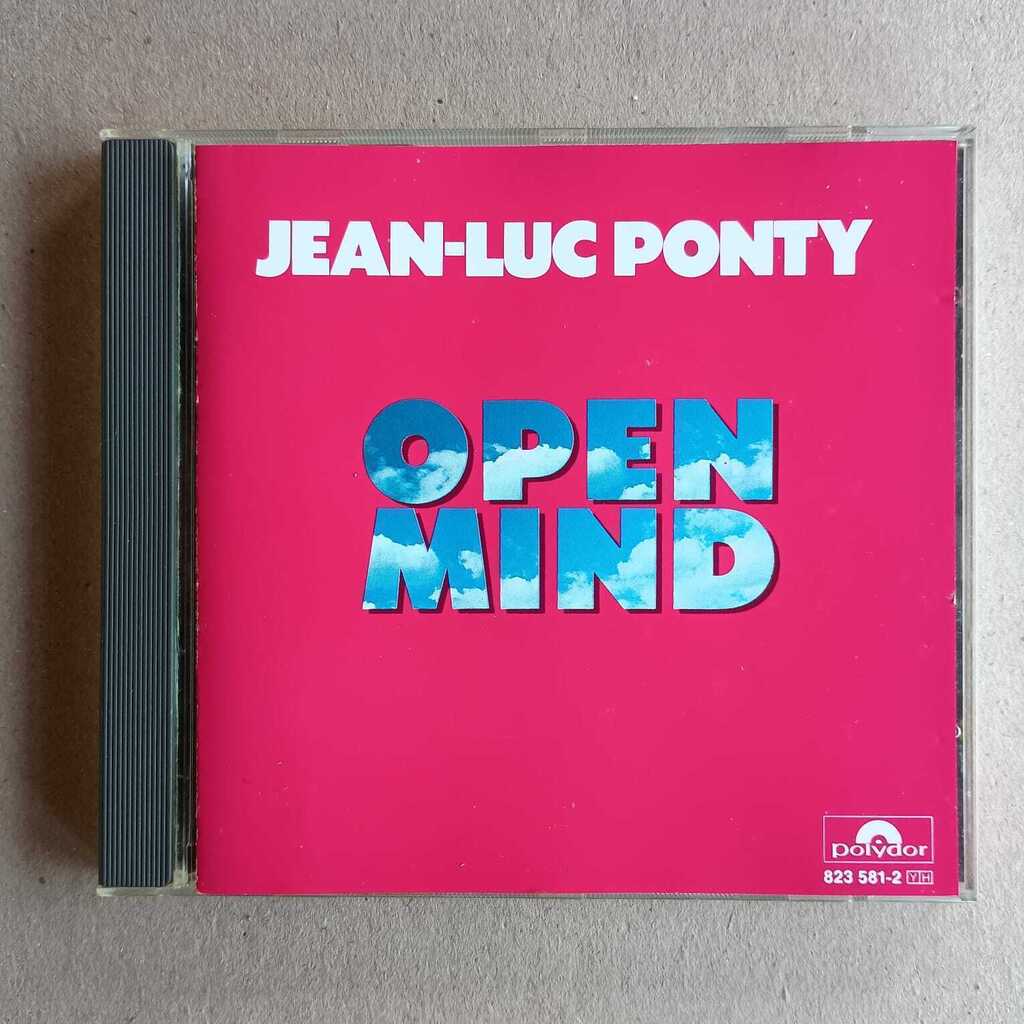 JEAN-LUC PONTY
OPEN
MIND
polydor
823 581-2 YH